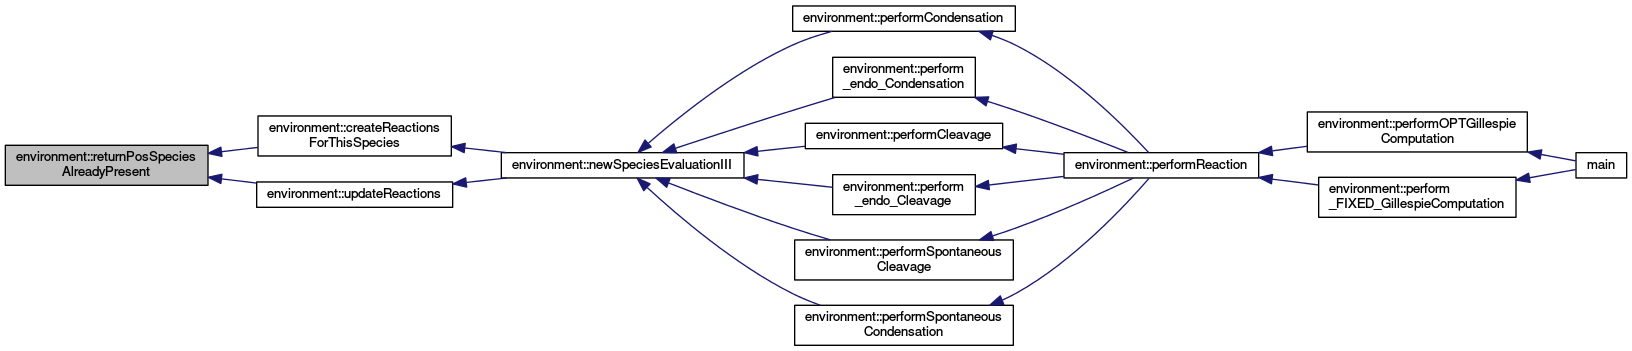 environment::returnPosSpecies
AlreadyPresent
environment::createReactions
ForThisSpecies
environment::updateReactions
environment::newSpeciesEvaluationIII
environment::performCondensation
environment::perform
_endo_Condensation
environment::performCleavage
environment::perform
_endo_Cleavage
environment::performSpontaneous
Cleavage
environment::performSpontaneous
Condensation
environment::performReaction
environment::performOPTGillespie
Computation
environment::perform
_FIXED_GillespieComputation
main